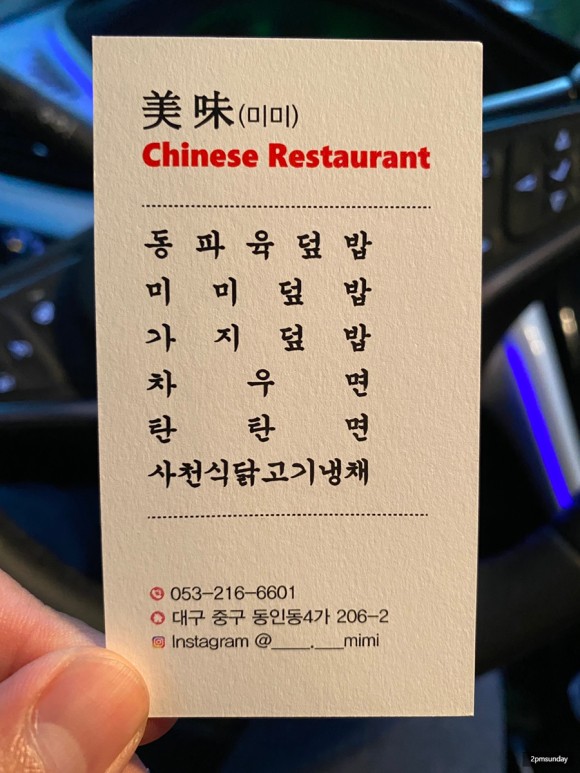 美味(미미)
Chinese Restaurant
동파육덮밥
미미덮밥
가지덮밥
차우면
탄탄면
사천식닭고기냉채
053-216-6601
대구 중구 동인동4가 206-2
Instagram @____.___mimi
2pmsunday